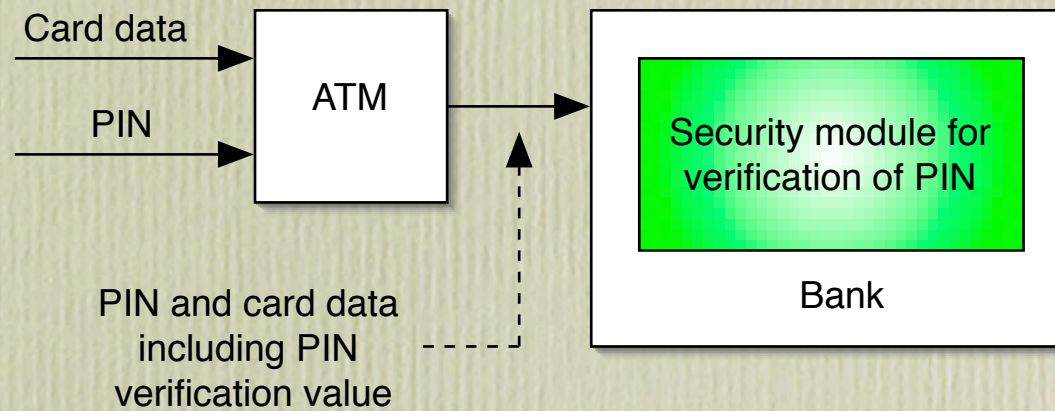 Card data
PIN
ATM
Security module for
verification of PIN
Bank
PIN and card data
including PIN
verification value